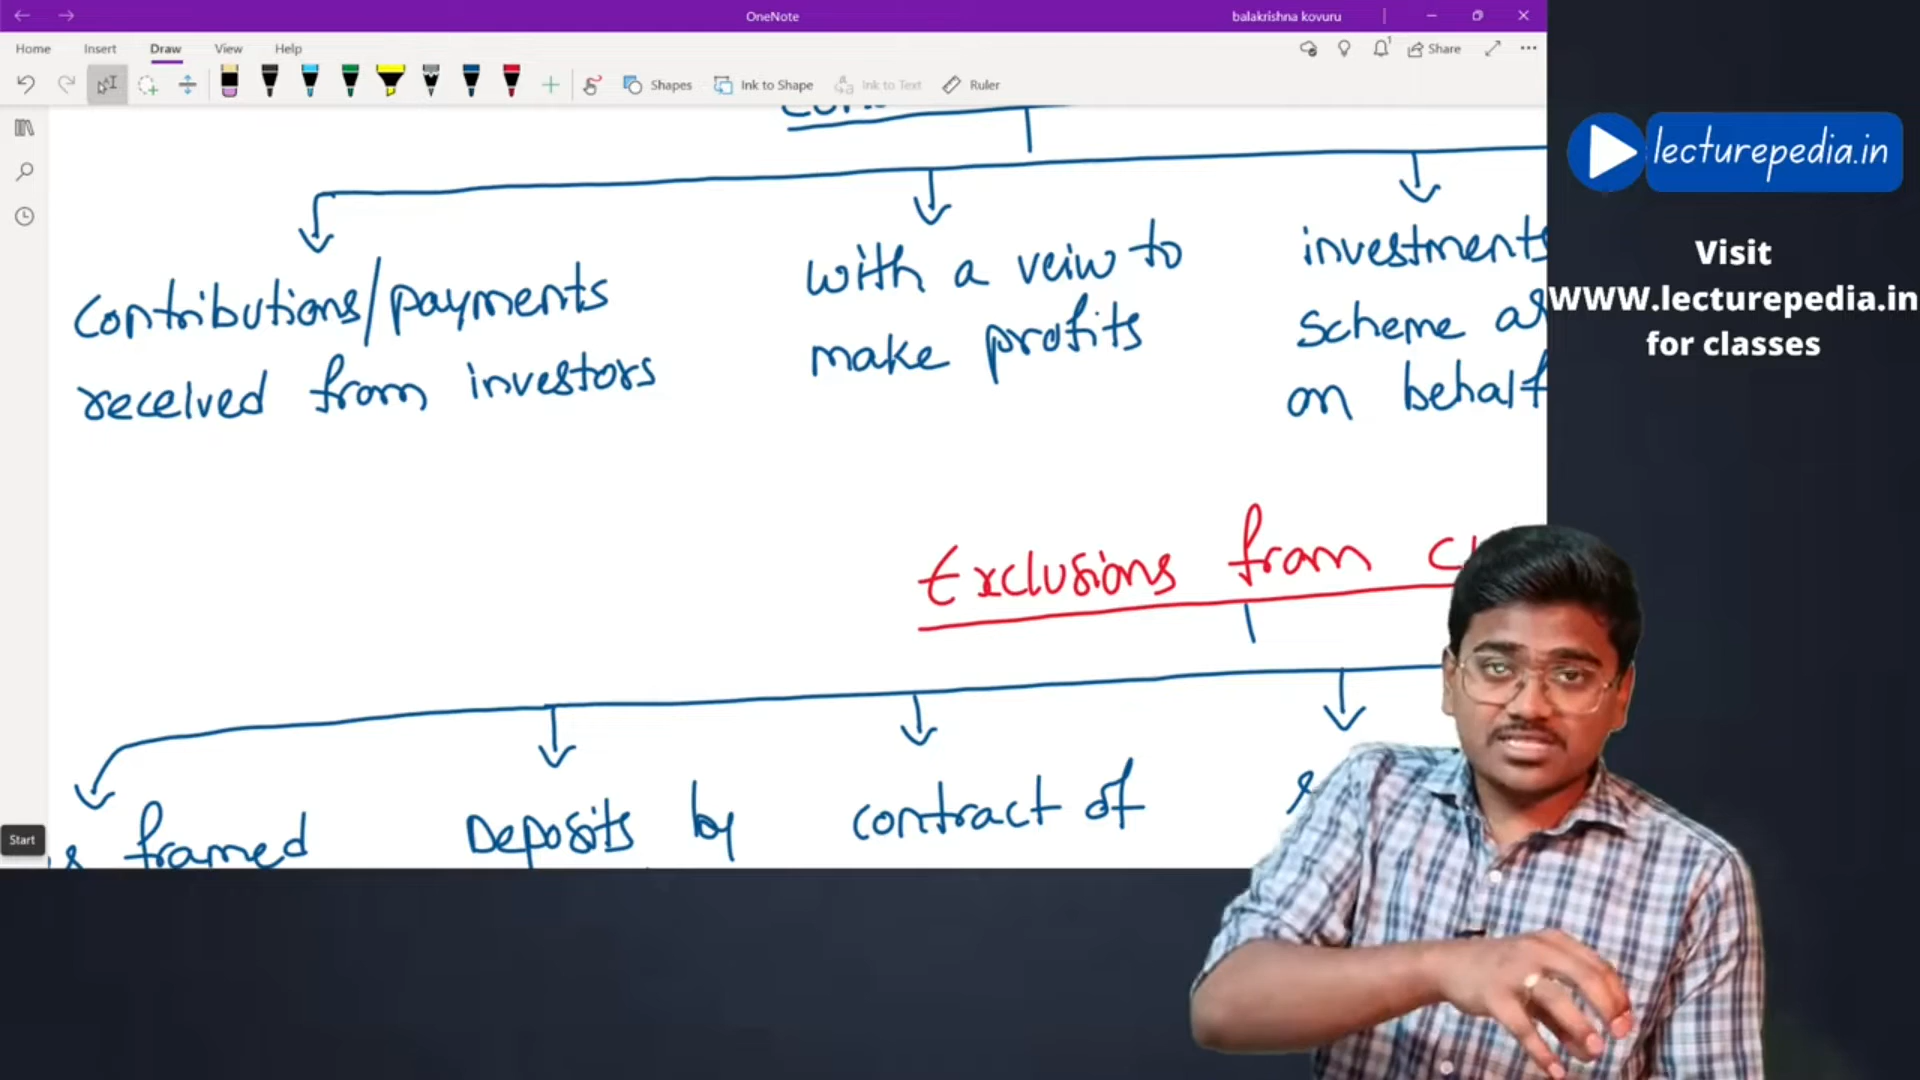 OneNote
balakrishna kovuru
Home Insert Draw View Help
1
Share
Shapes
Ink to Shape
Ink to Text
Ruler
lecturepedia.in
Visit
WWW.lecturepedia.in
for classes
Contributions/payments
received from investors
with a veiw to
make profits
investments
scheme
on behalf
Exclusions from
framed
Deposits by
contract of
Start